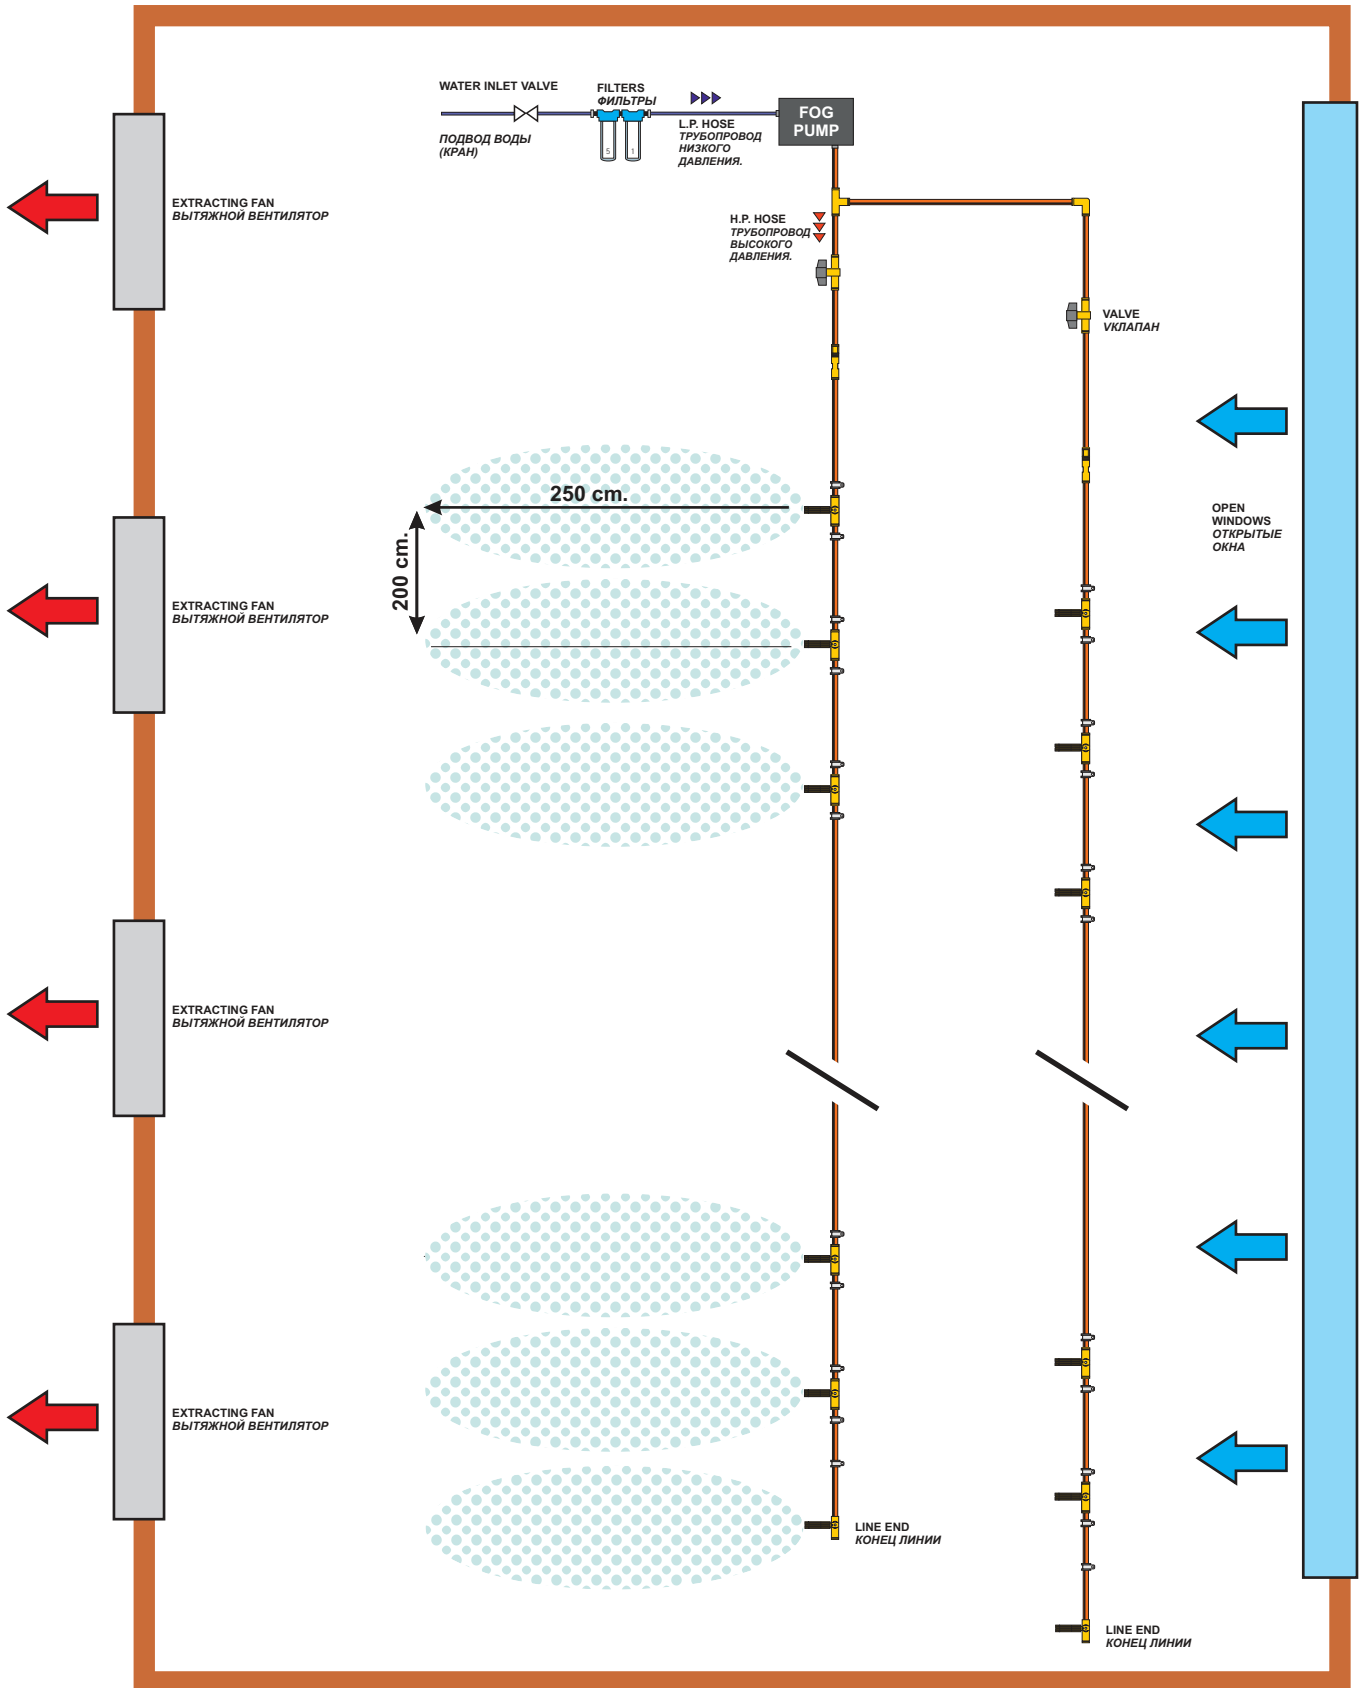 WATER INLET VALVE
ПОДВОД ВОДЫ
(КРАН)
FILTERS
ФИЛЬТРЫ
5
1
L.P. HOSE
ТРУБОПРОВОД
НИЗКОГО
ДАВЛЕНИЯ.
FOG
PUMP
EXTRACTING FAN
ВЫТЯЖНОЙ ВЕНТИЛЯТОР
H.P. HOSE
ТРУБОПРОВОД
ВЫСОКОГО
ДАВЛЕНИЯ.
VALVE
VКЛАПАН
250 cm.
200 cm.
OPEN
WINDOWS
ОТКРЫТЫЕ
ОКНА
EXTRACTING FAN
ВЫТЯЖНОЙ ВЕНТИЛЯТОР
EXTRACTING FAN
ВЫТЯЖНОЙ ВЕНТИЛЯТОР
EXTRACTING FAN
ВЫТЯЖНОЙ ВЕНТИЛЯТОР
LINE END
КОНЕЦ ЛИНИИ
LINE END
КОНЕЦ ЛИНИИ